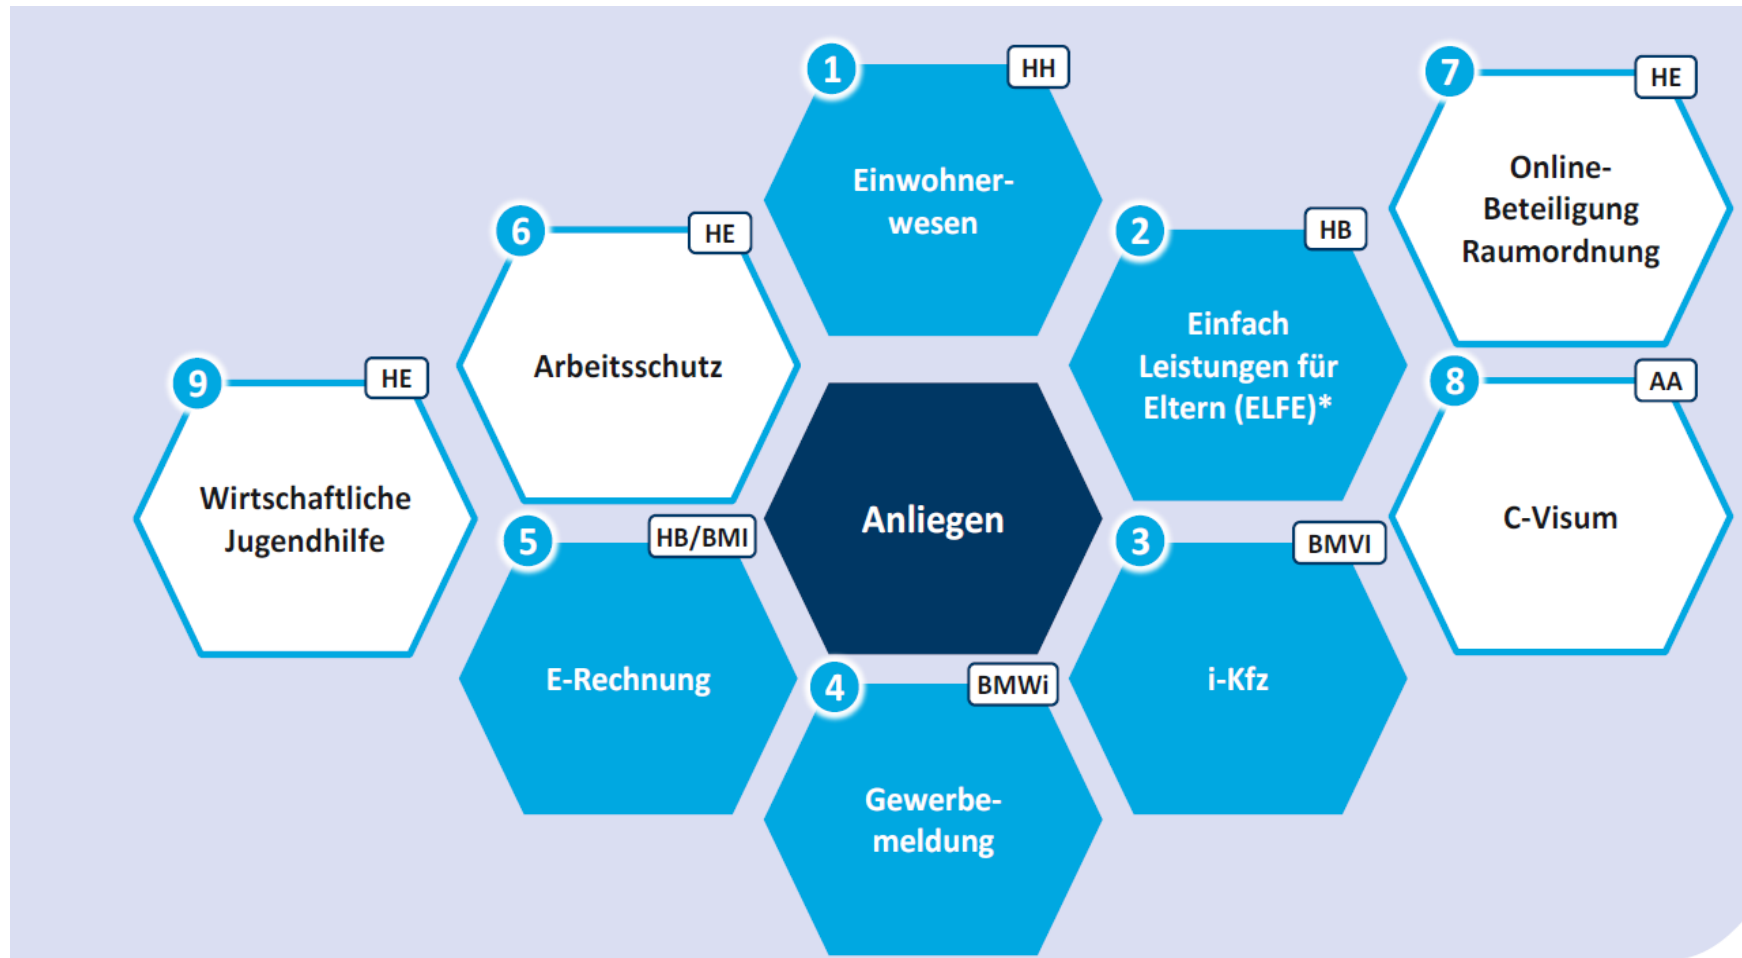 1
HH
Einwohner-
wesen
2
HB
Einfach
Leistungen für
Eltern (ELFE)*
3
BMVI
i-Kfz
4
BMWi
Gewerbe-
meldung
5
HB/BMI
E-Rechnung
6
HE
Arbeitsschutz
7
HE
Online-
Beteiligung
Raumordnung
8
AA
C-Visum
9
HE
Wirtschaftliche
Jugendhilfe
Anliegen